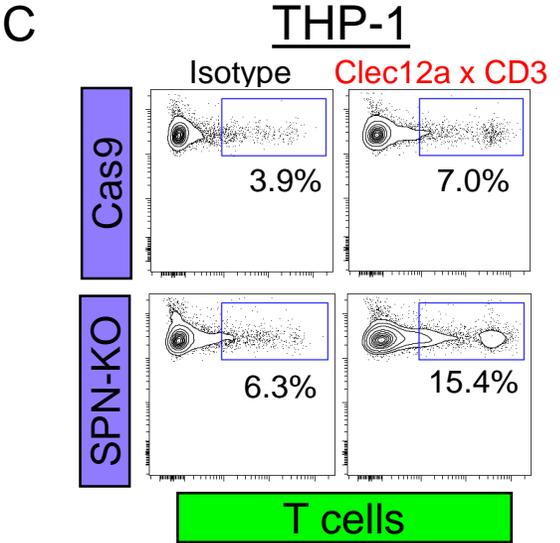 C
THP-1
Isotype
Clec12a x CD3
Cas9
3.9%
7.0%
SPN-KO
6.3%
15.4%
T cells